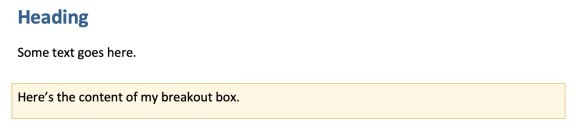 Heading
Some text goes here.
Here’s the content of my breakout box.